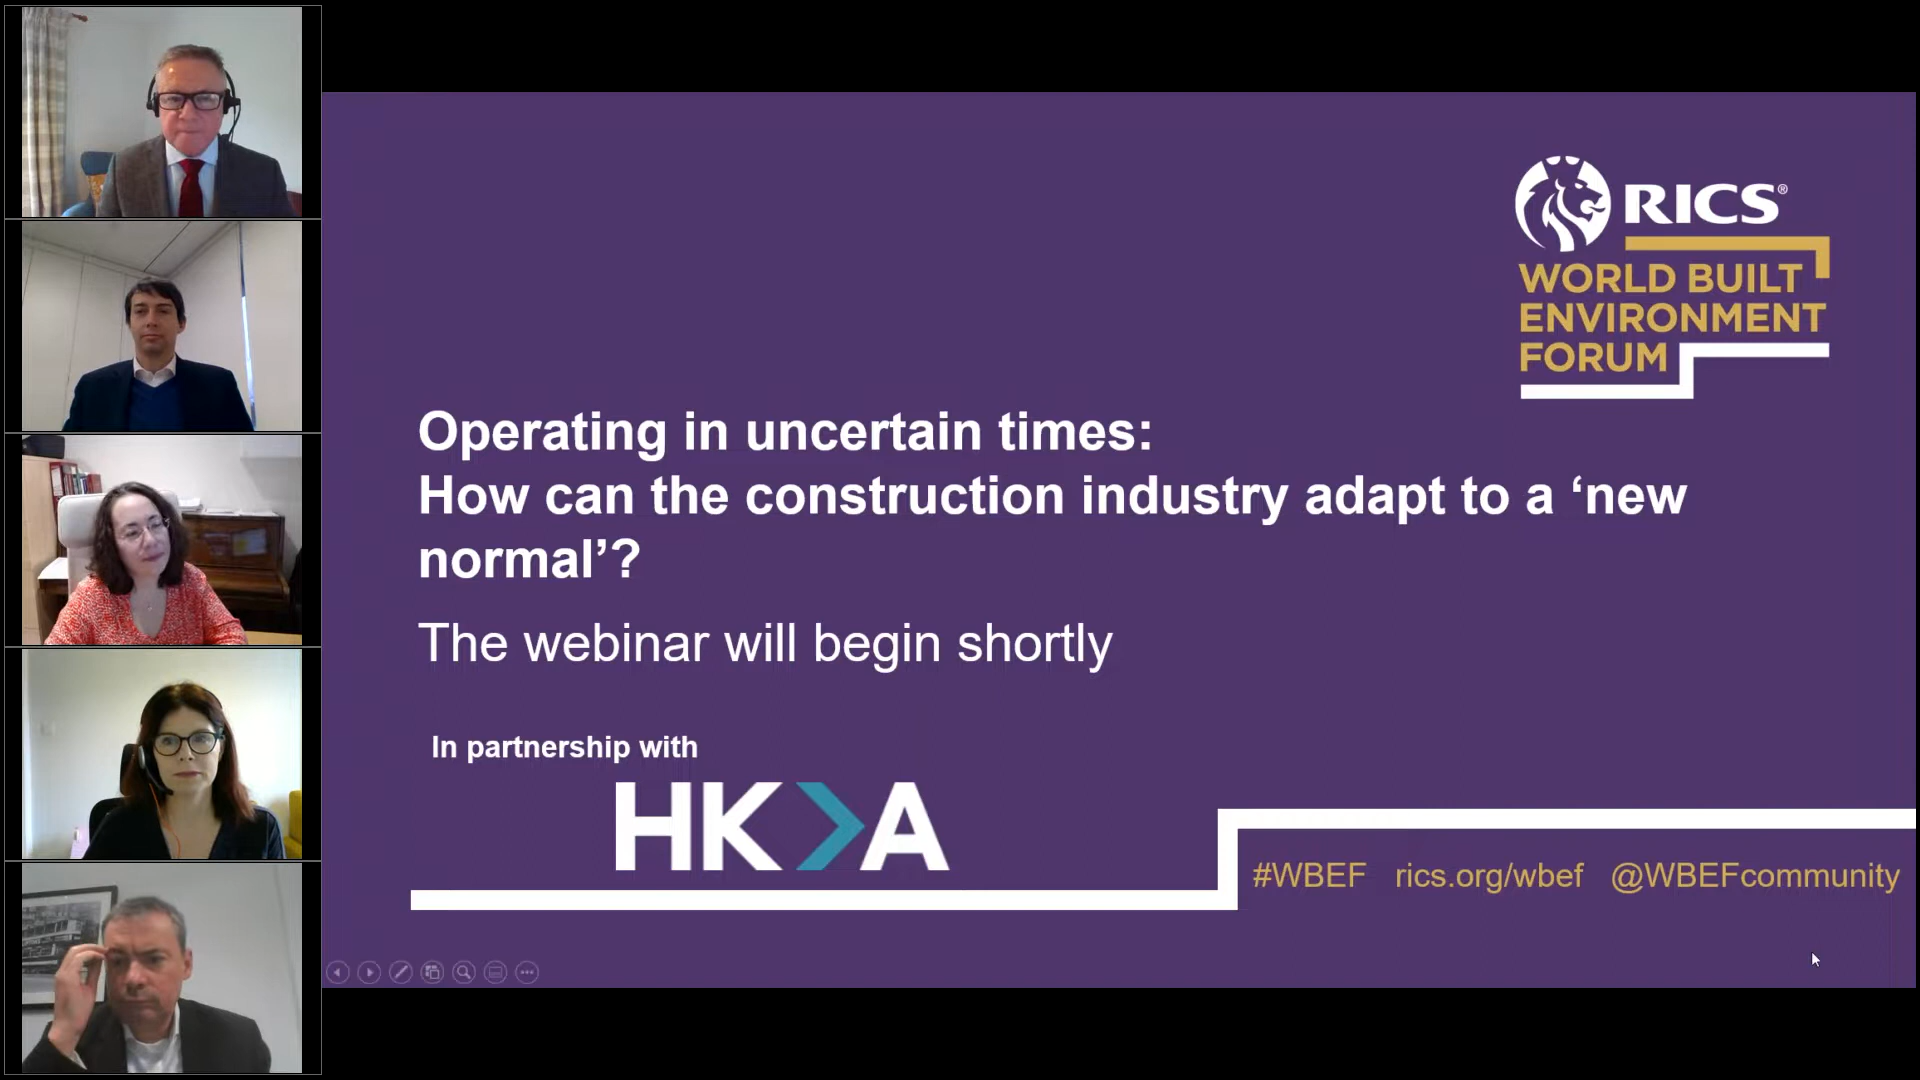 RICS®
WORLD BUILT
ENVIRONMENT
FORUM
Operating in uncertain times:
How can the construction industry adapt to a ‘new
normal’?
The webinar will begin shortly
In partnership with
HKA
#WBEF rics.org/wbef @WBEFcommunity